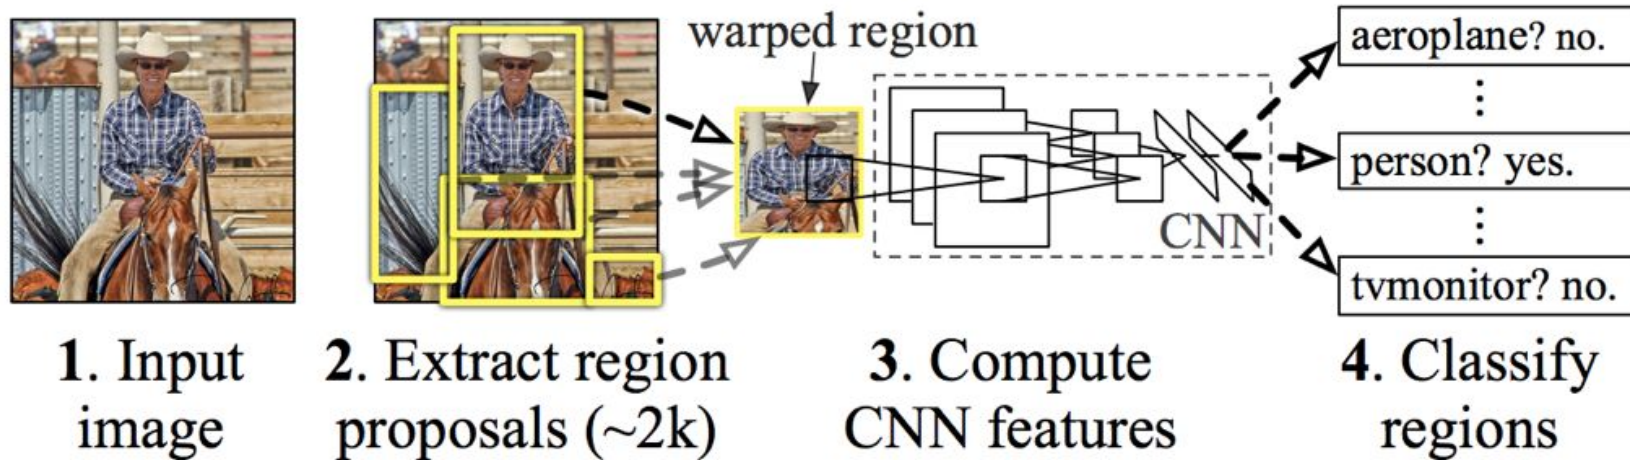 warped region
aeroplane? no.
person? yes.
CNN
tvmonitor? no.
1. Input
image
2. Extract region
proposals (~2k)
3. Compute
CNN features
4. Classify
regions